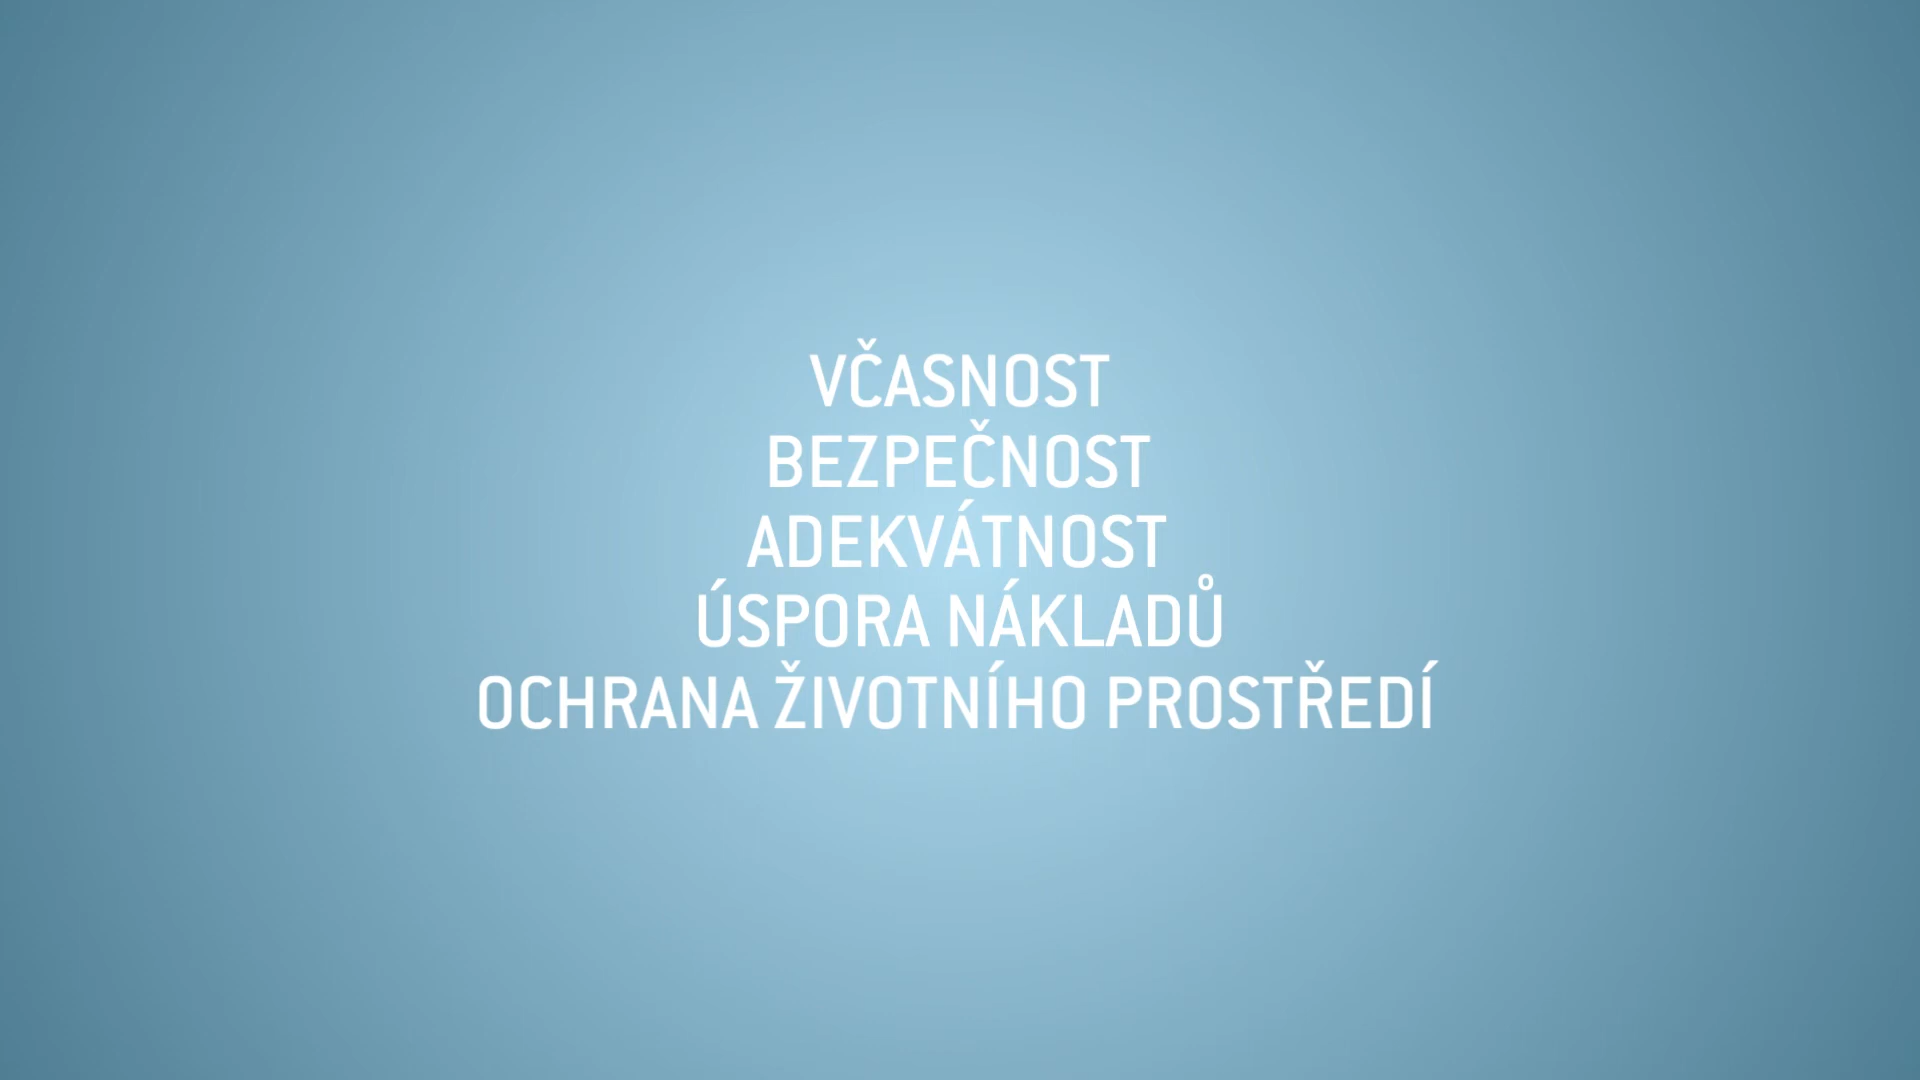 VČASNOST
BEZPEČNOST
ADEKVÁTNOST
ÚSPORA NÁKLADŮ
OCHRANA ŽIVOTNÍHO PROSTŘEDÍ